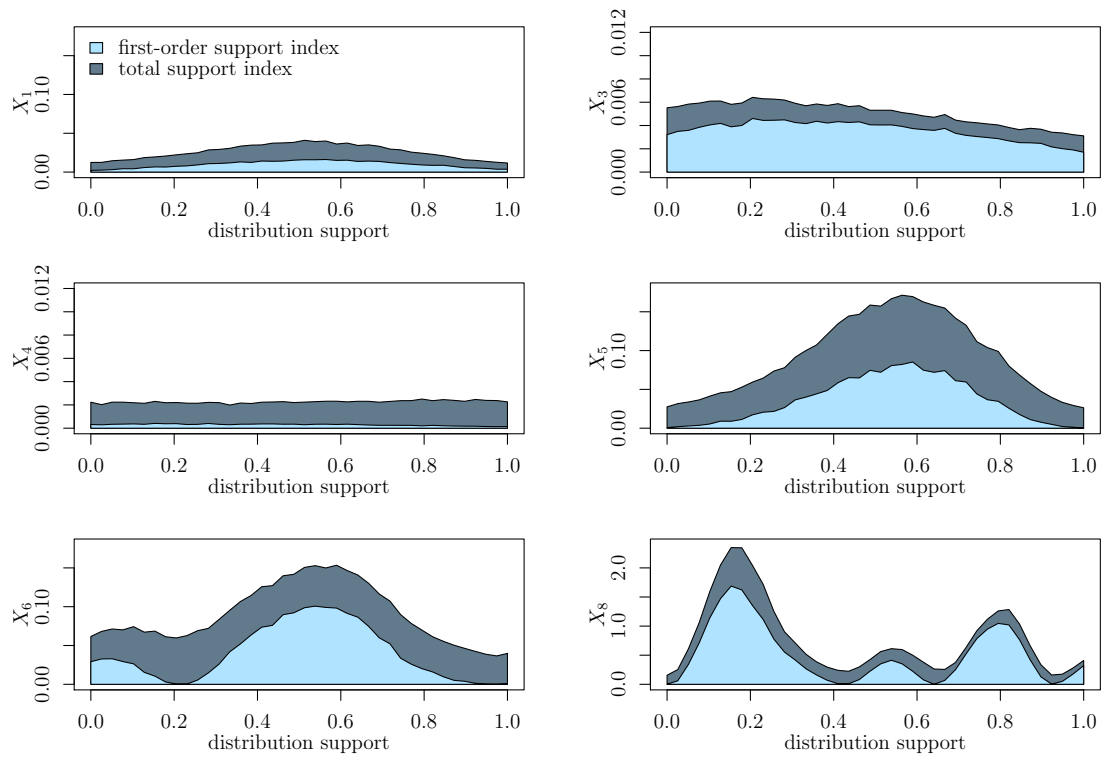 first-order support index
total support index
X1
0.00 0.10
0.0 0.2 0.4 0.6 0.8 1.0
distribution support
X3
0.000 0.006 0.012
0.0 0.2 0.4 0.6 0.8 1.0
distribution support
X4
0.000 0.006 0.012
0.0 0.2 0.4 0.6 0.8 1.0
distribution support
X5
0.00 0.10
0.0 0.2 0.4 0.6 0.8 1.0
distribution support
X6
0.00 0.10
0.0 0.2 0.4 0.6 0.8 1.0
distribution support
X8
0.0 1.0 2.0
0.0 0.2 0.4 0.6 0.8 1.0
distribution support